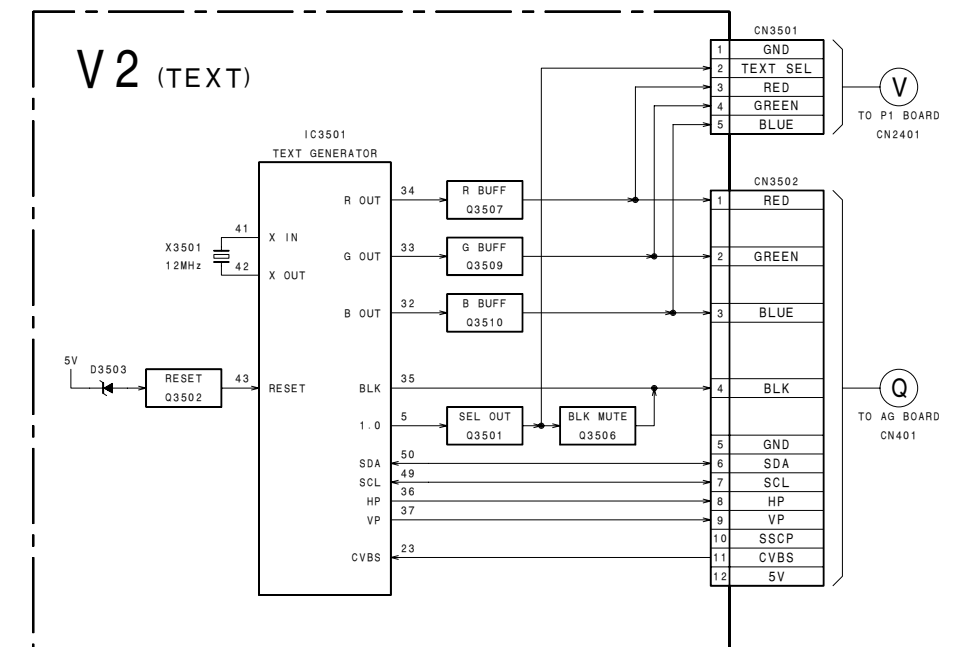 V2 (TEXT)
IC3501
TEXT GENERATOR
41
X IN
X3501
12MHz
42
X OUT
5V
D3503
RESET
Q3502
43
RESET
R OUT
34
R BUFF
Q3507
G OUT
33
G BUFF
Q3509
B OUT
32
B BUFF
Q3510
BLK
35
1.0
5
SEL OUT
Q3501
BLK MUTE
Q3506
SDA
50
SCL
49
HP
36
VP
37
CVBS
23
CN3501
1 GND
2 TEXT SEL
3 RED
4 GREEN
5 BLUE
V
TO P1 BOARD
CN2401
CN3502
1 RED
2 GREEN
3 BLUE
4 BLK
5 GND
6 SDA
7 SCL
8 HP
9 VP
10 SSCP
11 CVBS
12 5V
Q
TO AG BOARD
CN401